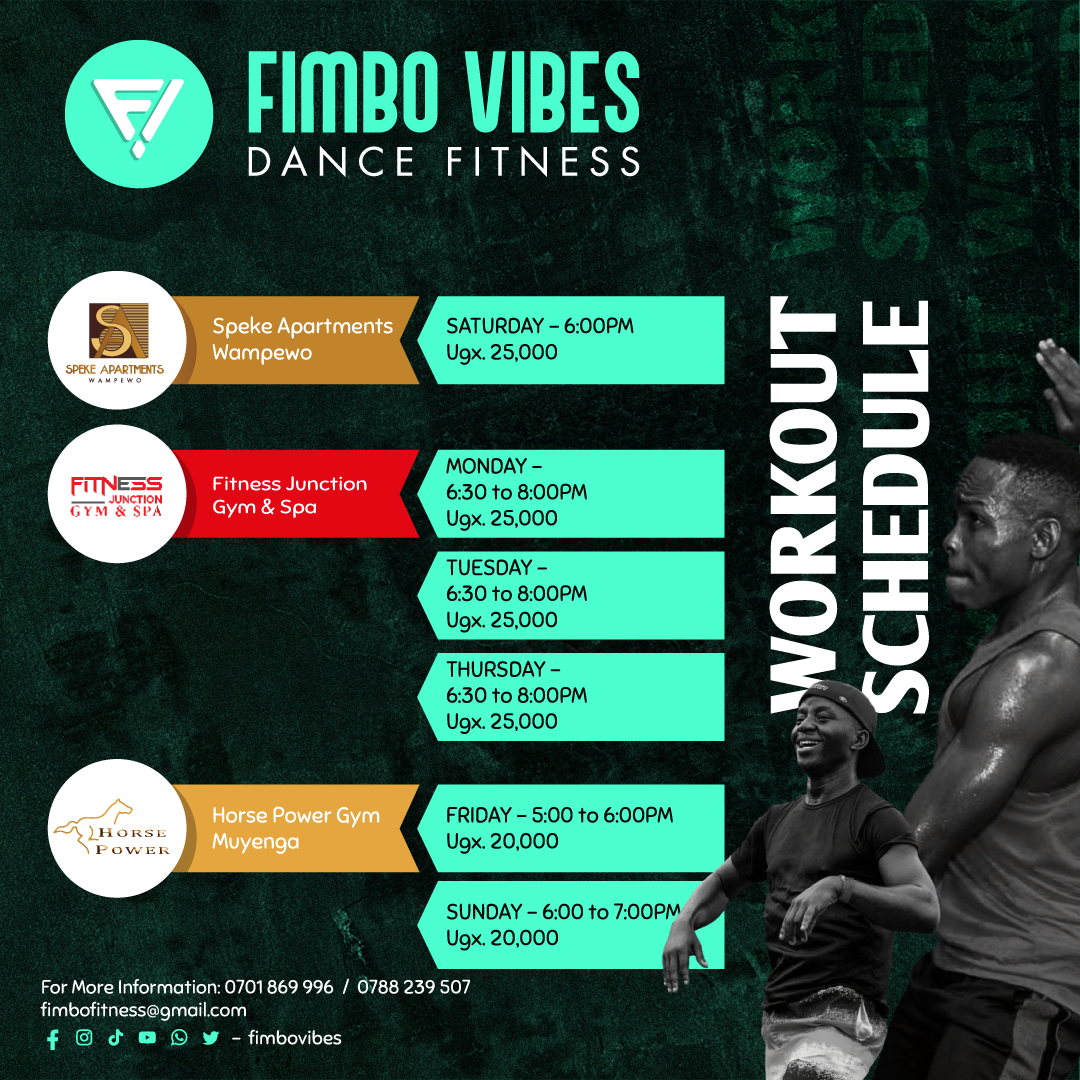 FIMBO VIBES
DANCE FITNESS
WORKOUT
SCHEDULE
SPEKE APARTMENTS
WAMPEWO
Speke Apartments
Wampewo
SATURDAY – 6:00PM
Ugx. 25,000
FITNESS
JUNCTION
GYM & SPA
Fitness Junction
Gym & Spa
MONDAY –
6:30 to 8:00PM
Ugx. 25,000
TUESDAY –
6:30 to 8:00PM
Ugx. 25,000
THURSDAY –
6:30 to 8:00PM
Ugx. 25,000
HORSE
POWER
Horse Power Gym
Muyenga
FRIDAY – 5:00 to 6:00PM
Ugx. 20,000
SUNDAY – 6:00 to 7:00PM
Ugx. 20,000
For More Information: 0701 869 996 / 0788 239 507
fimbofitness@gmail.com
– fimbovibes